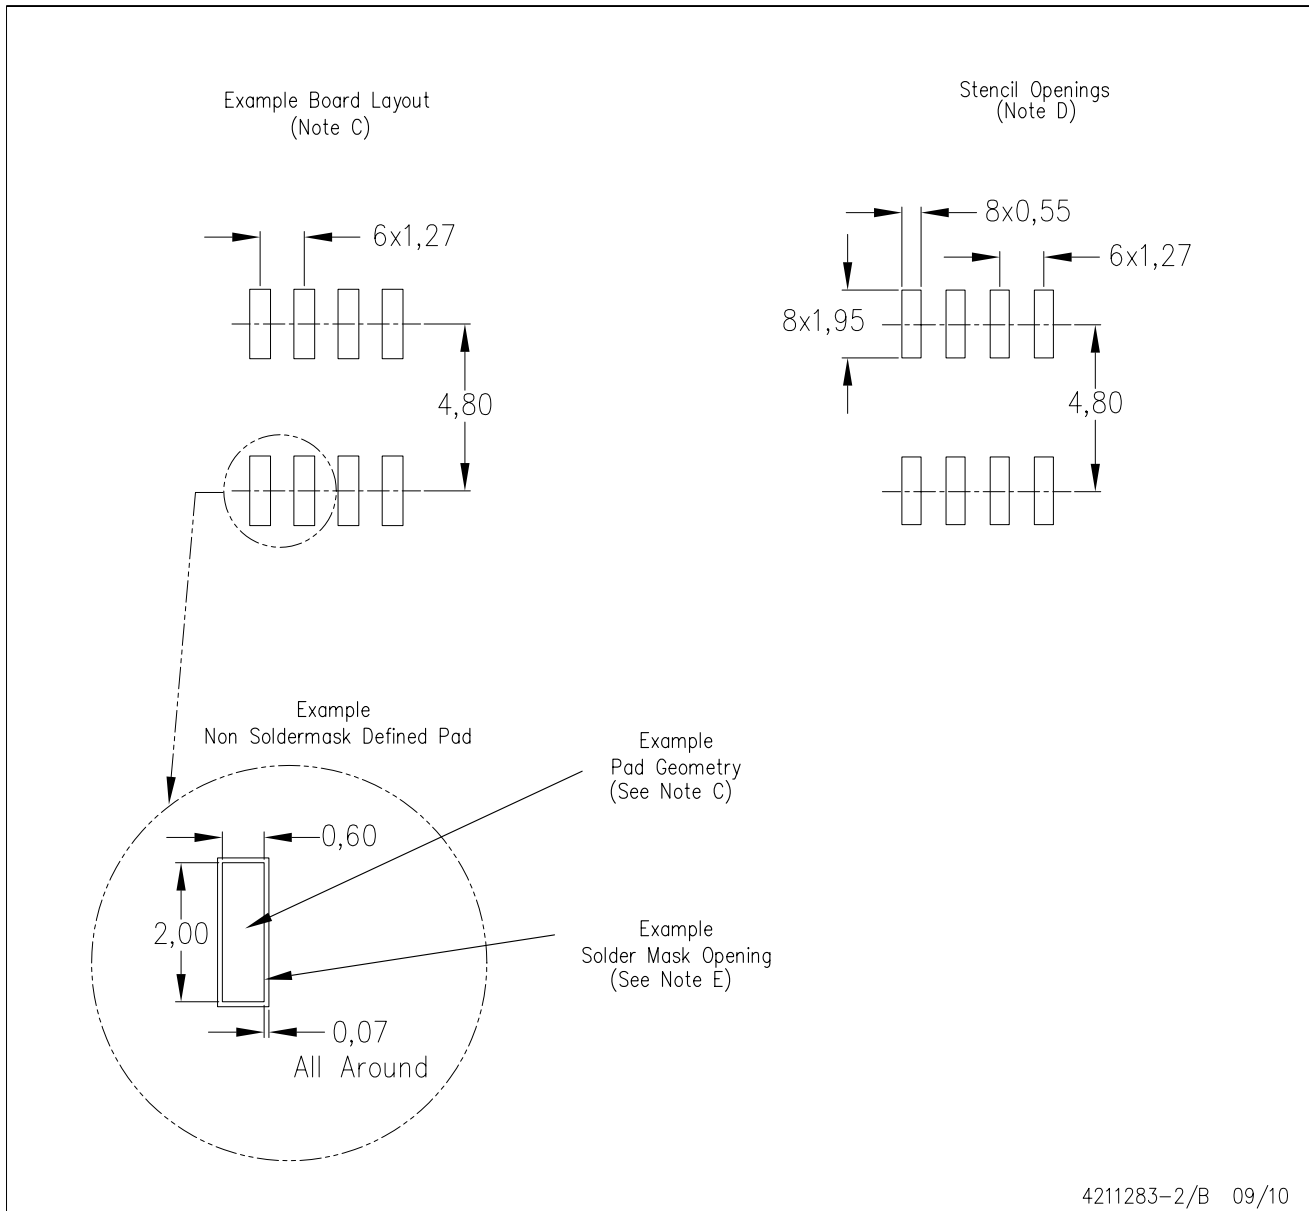 Example Board Layout
(Note C)
Stencil Openings
(Note D)
6x1,27
4,80
8x0,55
6x1,27
8x1,95
4,80
Example
Non Soldermask Defined Pad
Example
Pad Geometry
(See Note C)
0,60
2,00
Example
Solder Mask Opening
(See Note E)
0,07
All Around
4211283-2/B 09/10